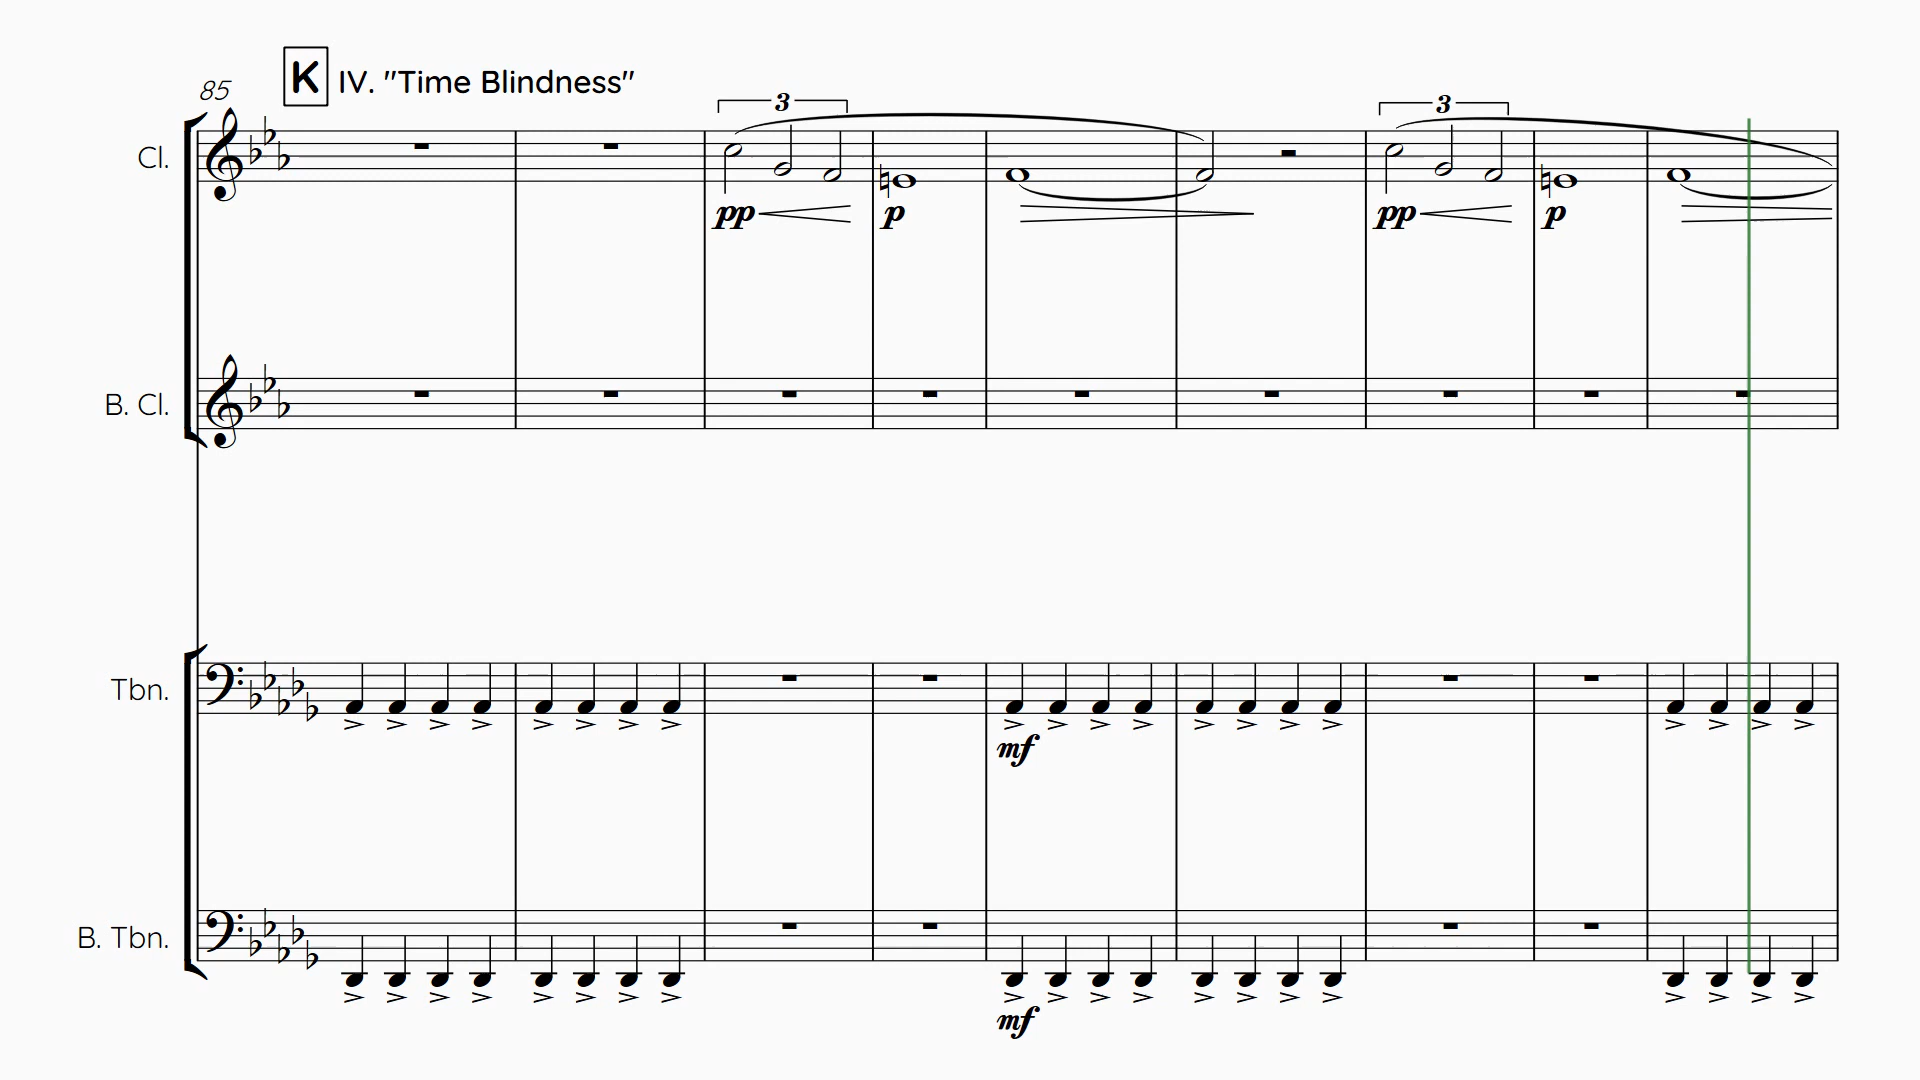 85
K IV. "Time Blindness"
3 3
Cl.
pp p pp p
B. Cl.
Tbn.
mf
B. Tbn.
mf